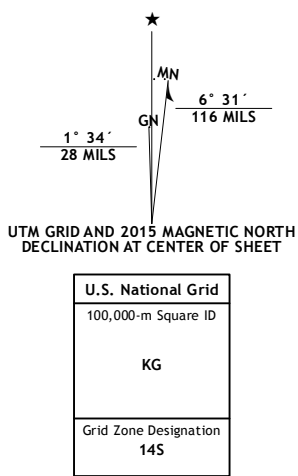 ★
MN
GN
6° 31´
116 MILS
1° 34´
28 MILS
UTM GRID AND 2015 MAGNETIC NORTH
DECLINATION AT CENTER OF SHEET
U.S. National Grid
100,000-m Square ID
KG
Grid Zone Designation
14S